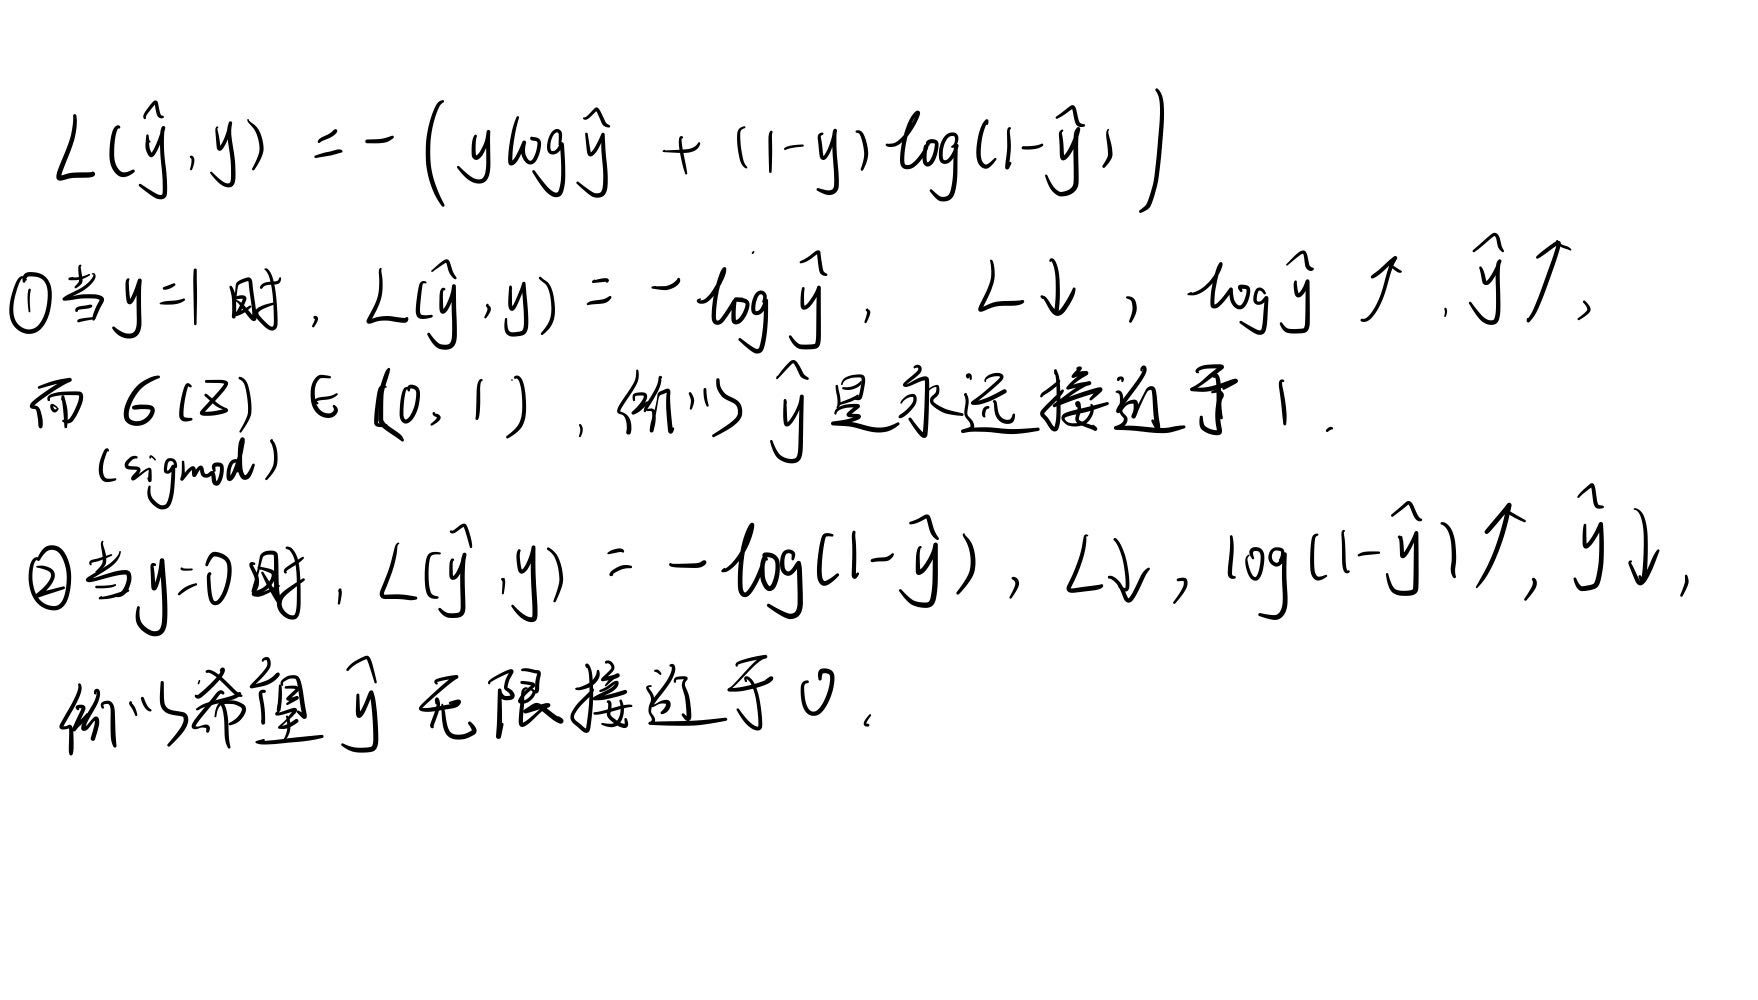 L(ŷ,y) = -(y log ŷ + (1-y) log(1-ŷ))
①当y=1时, L(ŷ,y) = -log ŷ, L↓, log ŷ ↑, ŷ↑,
而 σ(z) ∈ (0, 1), 所以 ŷ 是永远接近于 1.
(sigmod)
②当y=0时, L(ŷ,y) = -log(1-ŷ), L↓, log(1-ŷ)↑, ŷ↓,
所以希望 ŷ 无限接近于0.